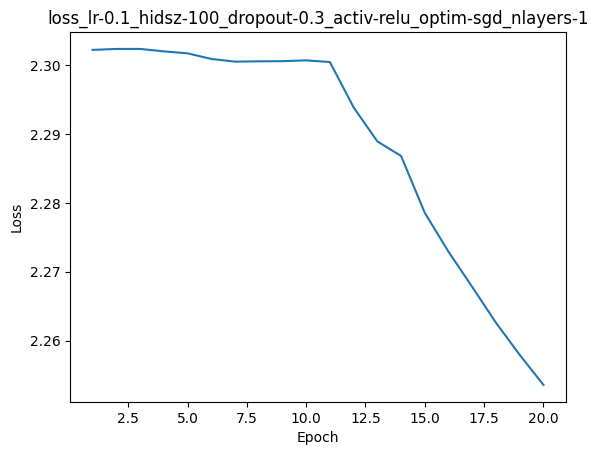 loss_lr-0.1_hidsz-100_dropout-0.3_activ-relu_optim-sgd_nlayers-1
2.30
2.29
2.28
2.27
2.26
Loss
2.5 5.0 7.5 10.0 12.5 15.0 17.5 20.0
Epoch